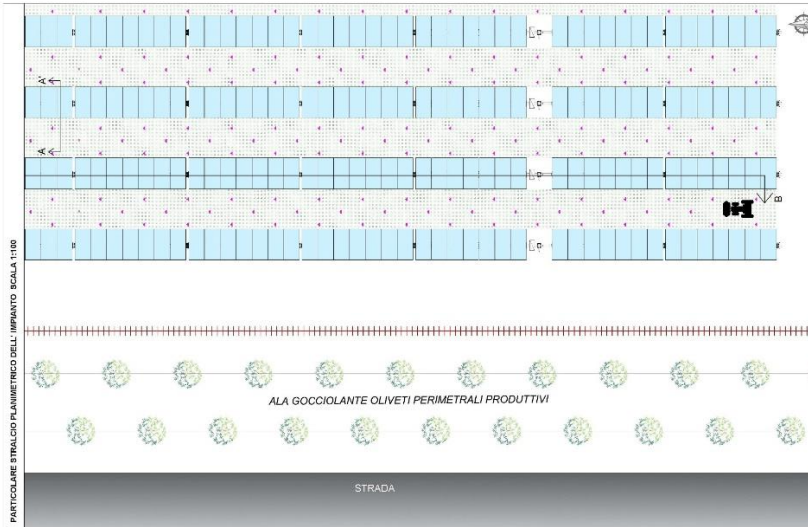 PARTICOLARE STRALCIO PLANIMETRICO DELL' IMPIANTO SCALA 1:100
A'
A
B
ALA GOCCIOLANTE OLIVETI PERIMETRALI PRODUTTIVI
STRADA